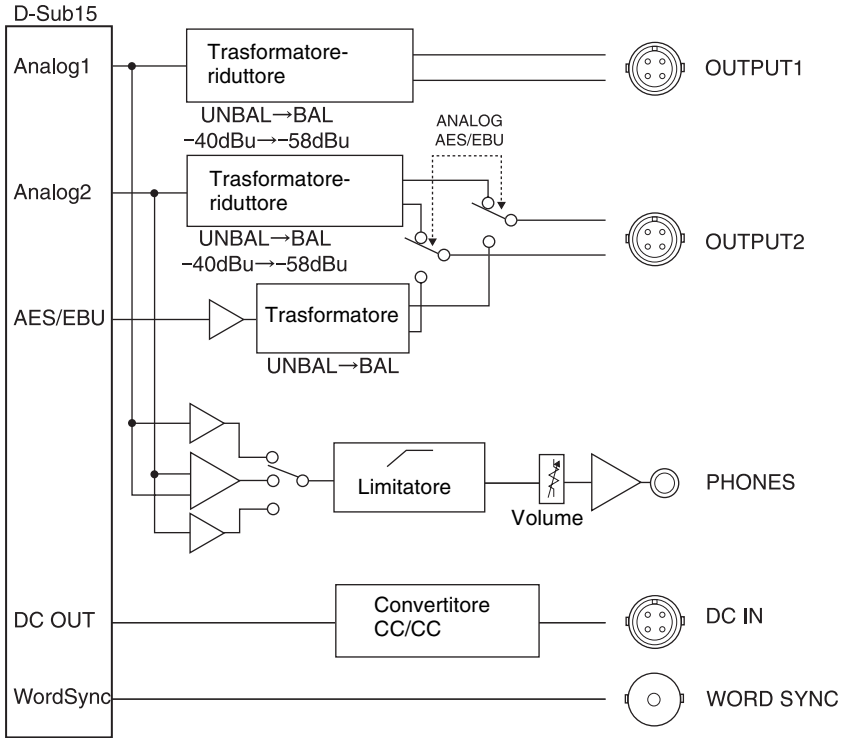 D-Sub15
Analog1
Trasformatore-
riduttore
OUTPUT1
UNBAL→BAL
−40dBu→−58dBu
ANALOG
AES/EBU
Analog2
Trasformatore-
riduttore
UNBAL→BAL
−40dBu→−58dBu
OUTPUT2
AES/EBU
Trasformatore
UNBAL→BAL
Limitatore
Volume
PHONES
DC OUT
Convertitore
CC/CC
DC IN
WordSync
WORD SYNC